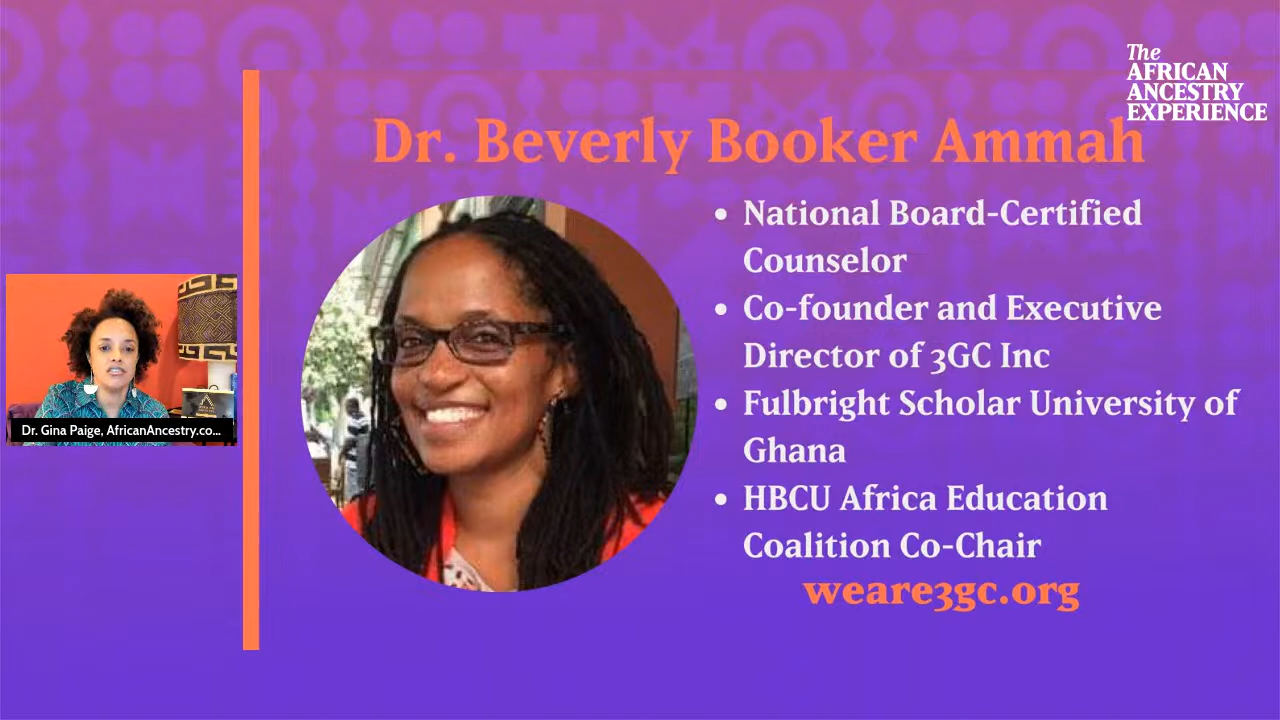 The
AFRICAN
ANCESTRY
EXPERIENCE
Dr. Beverly Booker Ammah
• National Board-Certified
Counselor
• Co-founder and Executive
Director of 3GC Inc
• Fulbright Scholar University of
Ghana
• HBCU Africa Education
Coalition Co-Chair
weare3gc.org
Dr. Gina Paige, AfricanAncestry.co...